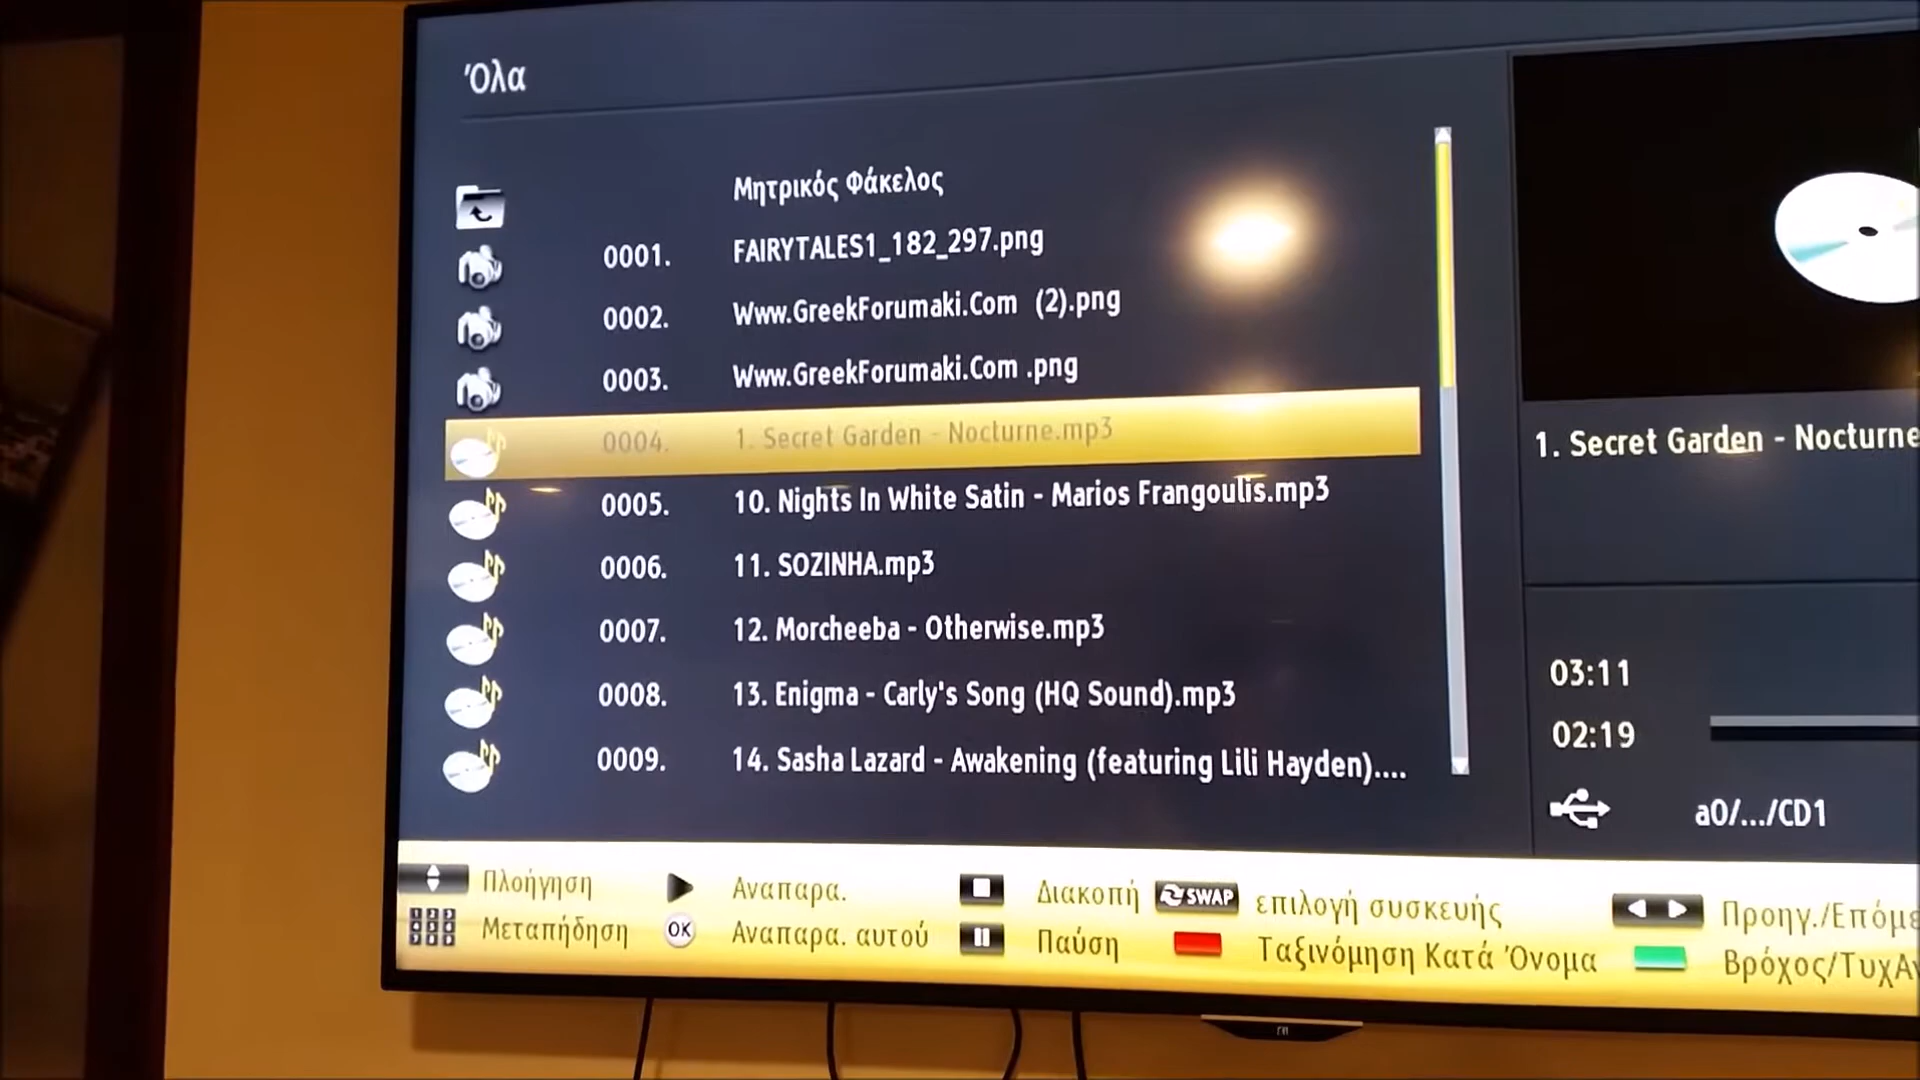 Όλα
Μητρικός Φάκελος
0001. FAIRYTALES1_182_297.png
0002. Www.GreekForumaki.Com (2).png
0003. Www.GreekForumaki.Com .png
0004. 1. Secret Garden - Nocturne.mp3
0005. 10. Nights In White Satin - Marios Frangoulis.mp3
0006. 11. SOZINHA.mp3
0007. 12. Morcheeba - Otherwise.mp3
0008. 13. Enigma - Carly's Song (HQ Sound).mp3
0009. 14. Sasha Lazard - Awakening (featuring Lili Hayden)....
1. Secret Garden - Nocturne
03:11
02:19
a0/.../CD1
Πλοήγηση Αναπαρα. Διακοπή SWAP επιλογή συσκευής Προηγ./Επόμε
Μεταπήδηση OK Αναπαρα. αυτού Παύση Ταξινόμηση Κατά Όνομα Βρόχος/ΤυχΑν